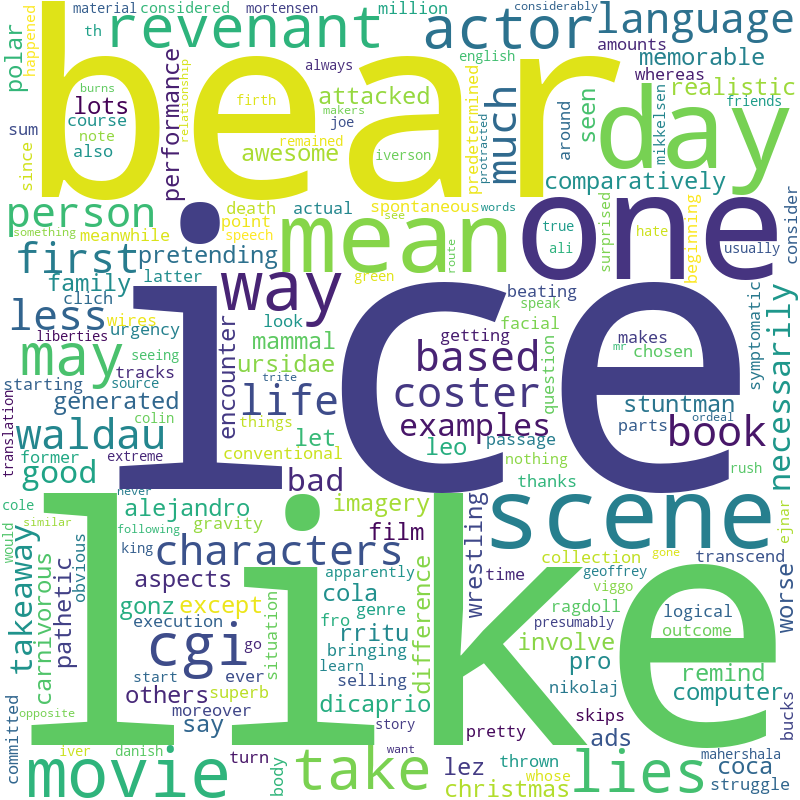 material considered mortensen considerably
polar happened th revenant million actor language
burns always english amounts memorable
bear
lots firth attacked whereas realistic
sum course makers joe performance much seen around day
note relationship remained predetermined protracted mikkelsen friends
since also awesome iverson comparatively
person death actual spontaneous one
something meanwhile point mean see words surprised true hate beginning consider
first pretending speech route ali usually
family latter way green beating
less clich wires urgency look mammal getting speak facial makes symptomatic
liberties encounter ursidae based question mr chosen
may seeing tracks life coster ordeal
starting source trite stuntman
translation generated colin things let examples passage parts book necessarily
waldau former extreme conventional leo nothing rush
good ice
bad thanks
cole never imagery scene
would similar alejandro following gravity film wrestling ejnar
king characters collection gone transcend
takeaway carnivorous obvious pathetic aspects apparently difference time geoffrey worse
cola genre viggo
gonz except situation fro ragdoll logical
execution cgi go rritu presumably outcome
like
start ever bringing involve
others learn pro remind
superb selling dicaprio nikolaj computer
committed opposite moreover story pretty skips bucks
say want ads
iver danish turn mahershala
movie body take lez thrown whose lies coca
christmas struggle